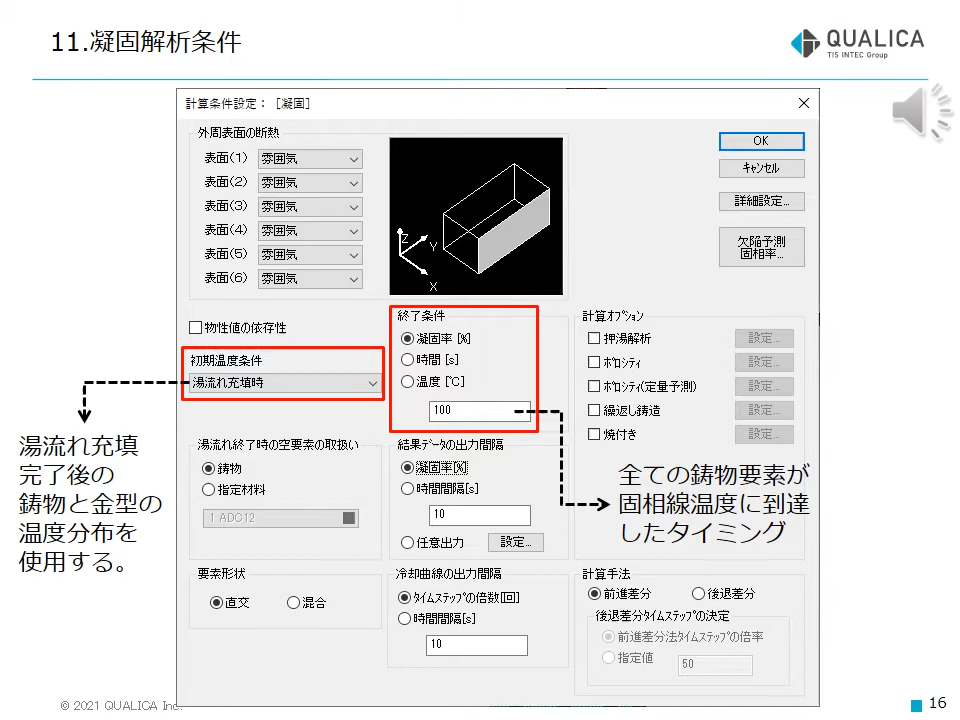 11.凝固解析条件
QUALICA
TIS INTEC Group
計算条件設定： [凝固]
外周表面の断熱
表面(1) 雰囲気
表面(2) 雰囲気
表面(3) 雰囲気
表面(4) 雰囲気
表面(5) 雰囲気
表面(6) 雰囲気
Z
Y
X
OK
ｷｬﾝｾﾙ
詳細設定...
欠陥予測
固相率...
物性値の依存性
初期温度条件
湯流れ充填時
終了条件
凝固率 [%]
時間 [s]
温度 [℃]
100
計算ｵﾌﾟｼｮﾝ
押湯解析 設定...
ﾎﾟﾛｼﾃｨ 設定...
ﾎﾟﾛｼﾃｨ(定量予測) 設定...
繰返し鋳造 設定...
焼付き 設定...
湯流れ充填
完了後の
鋳物と金型の
温度分布を
使用する。
湯流れ終了時の空要素の取扱い
鋳物
指定材料
1 ADC12
結果データの出力間隔
凝固率[%]
時間間隔[s]
10
任意出力 設定...
全ての鋳物要素が
固相線温度に到達
したタイミング
要素形状
直交 混合
冷却曲線の出力間隔
ﾀｲﾑｽﾃｯﾌﾟの倍数[回]
時間間隔[s]
10
計算手法
前進差分 後退差分
後退差分ﾀｲﾑｽﾃｯﾌﾟの決定
前進差分法ﾀｲﾑｽﾃｯﾌﾟの倍率
指定値 50
© 2021 QUALICA Inc.
16